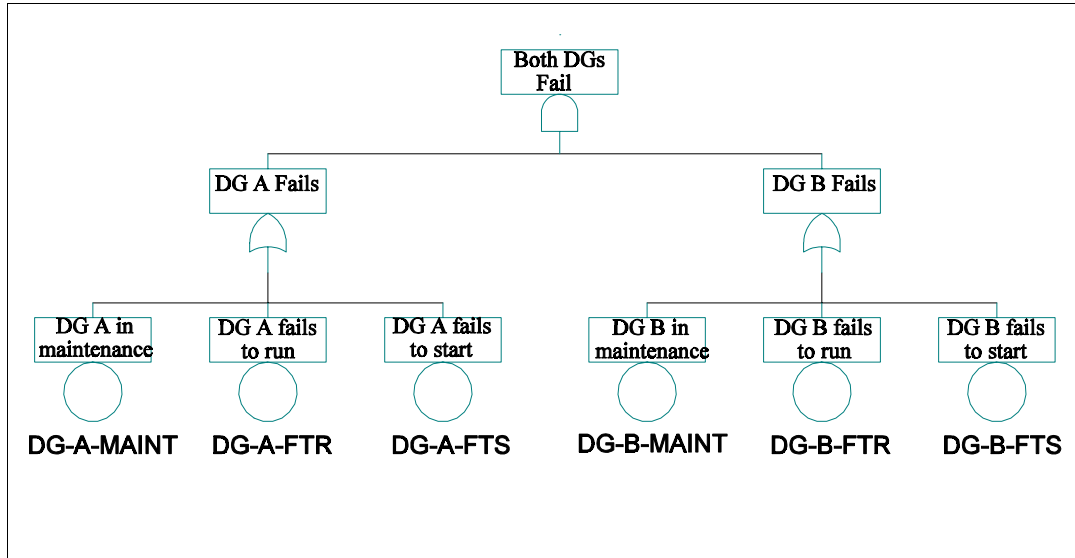 Both DGs
Fail
DG A Fails
DG B Fails
DG A in
maintenance
DG A fails
to run
DG A fails
to start
DG B in
maintenance
DG B fails
to run
DG B fails
to start
DG-A-MAINT
DG-A-FTR
DG-A-FTS
DG-B-MAINT
DG-B-FTR
DG-B-FTS